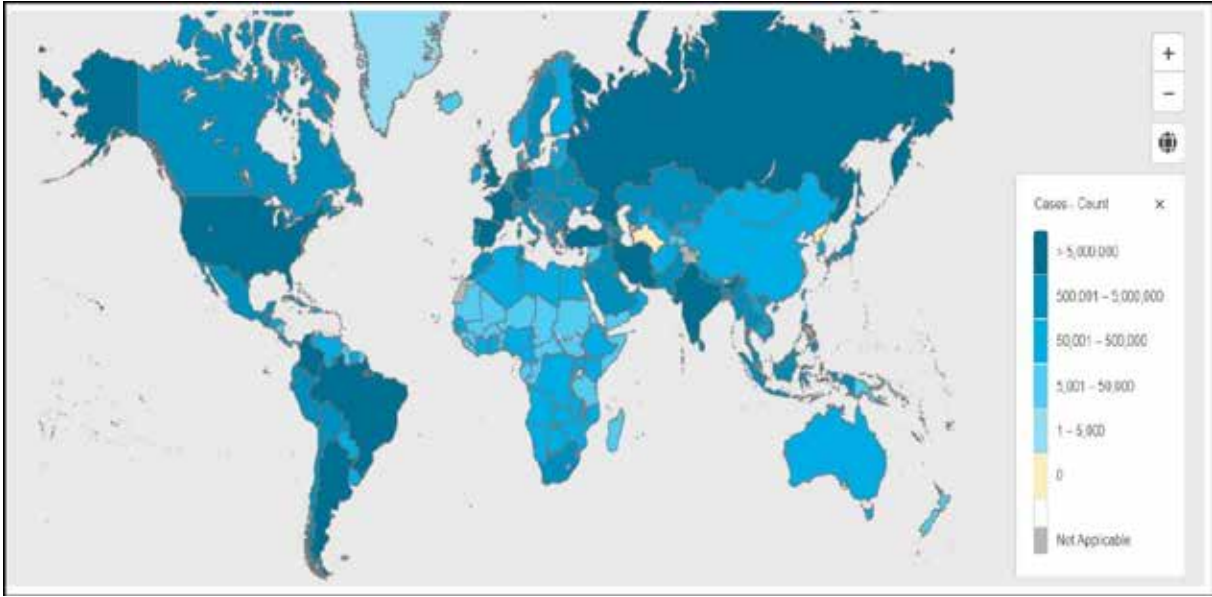 +
−
Cases - Count ×
> 5,000,000
500,001 – 5,000,000
50,001 – 500,000
5,001 – 50,000
1 – 5,000
0
Not Applicable